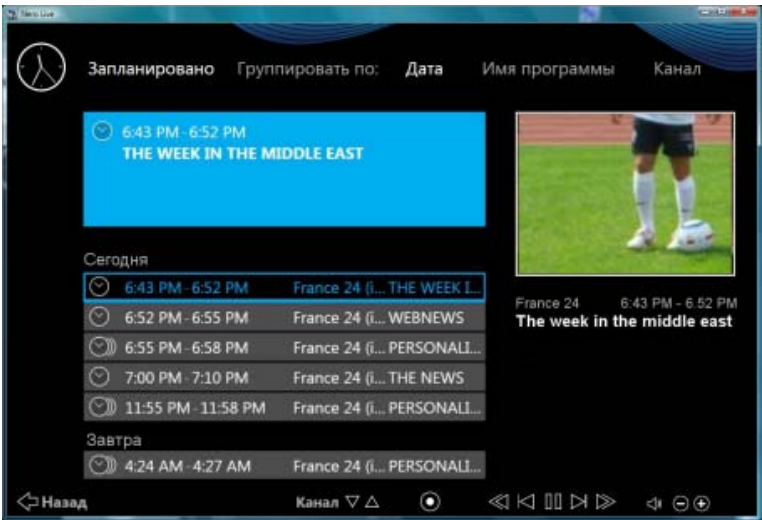 Nero Live
Запланировано Группировать по: Дата Имя программы Канал
6:43 PM-6:52 PM
THE WEEK IN THE MIDDLE EAST
Сегодня
6:43 PM-6:52 PM France 24 (i... THE WEEK I...
6:52 PM-6:55 PM France 24 (i... WEBNEWS
6:55 PM-6:58 PM France 24 (i... PERSONALI...
7:00 PM-7:10 PM France 24 (i... THE NEWS
11:55 PM-11:58 PM France 24 (i... PERSONALI...
Завтра
4:24 AM-4:27 AM France 24 (i... PERSONALI...
France 24 6:43 PM - 6.52 PM
The week in the middle east
Назад Канал